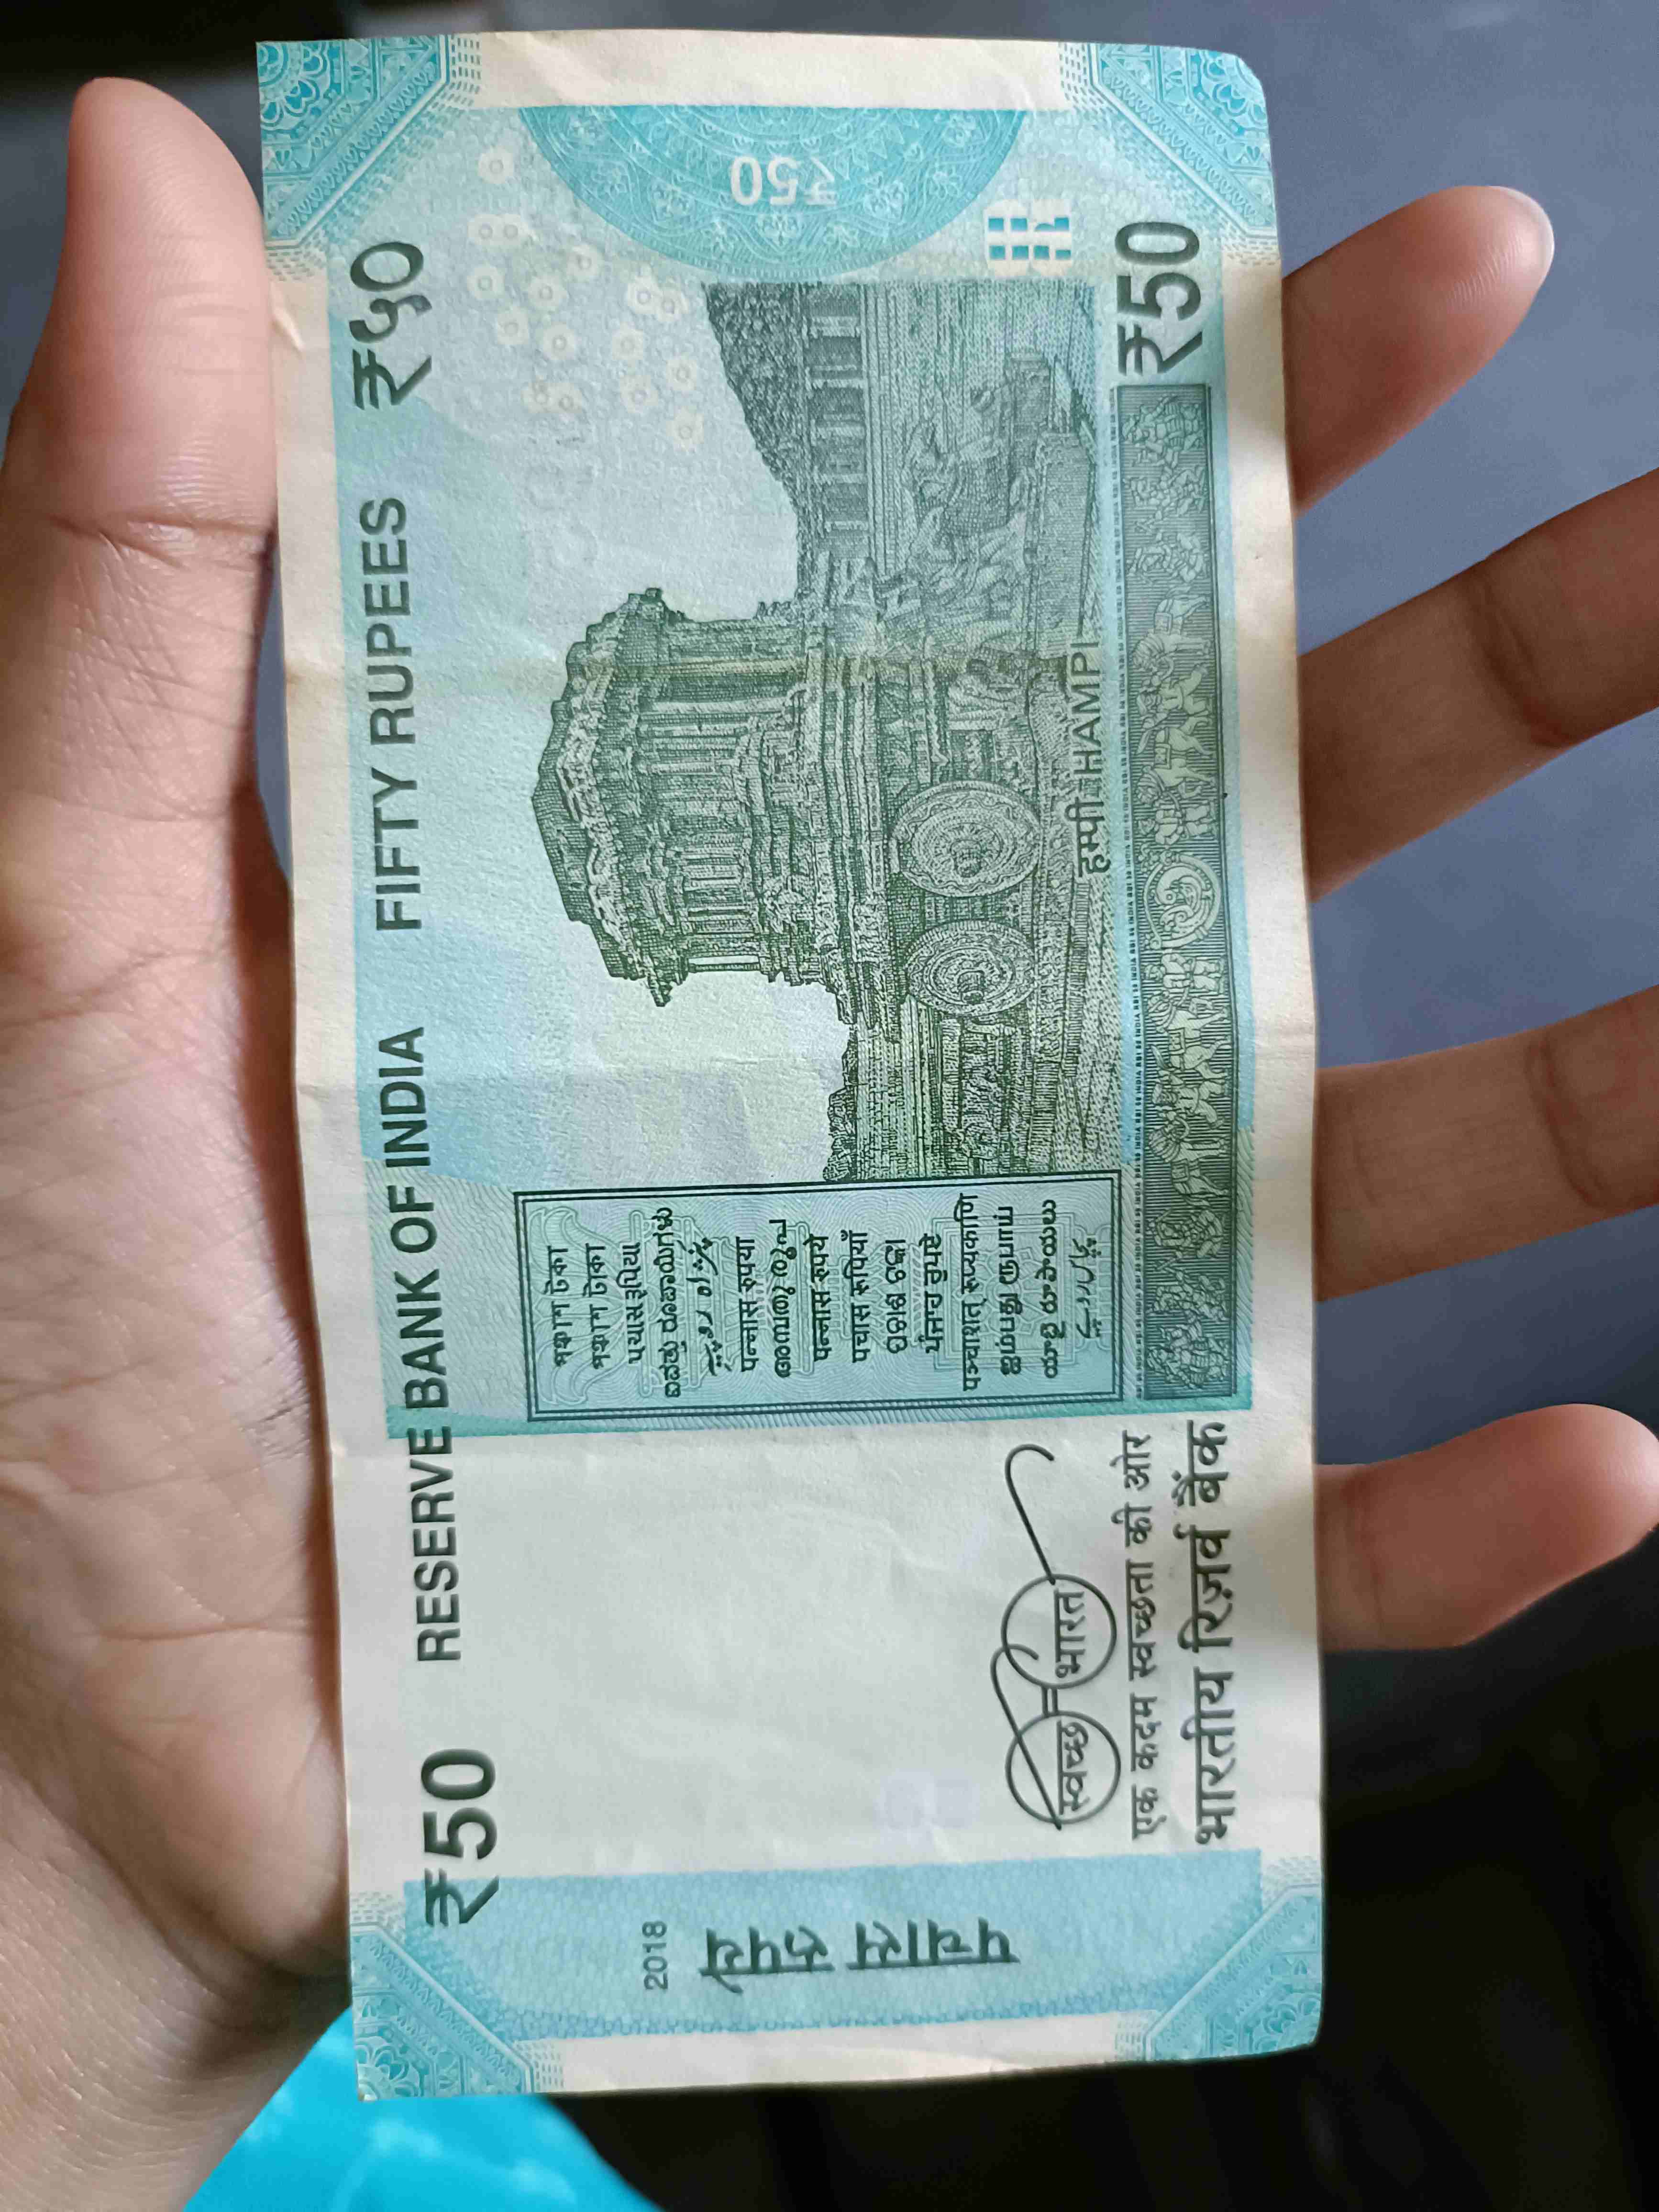 ₹50 RESERVE BANK OF INDIA FIFTY RUPEES ₹५०
2018
पचास रुपये
পঞ্চাশ টকা
পঞ্চাশ টাকা
પચાસ રૂપિયા
ಐವತ್ತು ರೂಪಾಯಿಗಳು
पन्नास रुपया
അമ്പതു രൂപ
पन्नास रुपये
पचास रुपियाँ
ପଚାଶ ଟଙ୍କା
ਪੰਜਾਹ ਰੁਪਏ
पञ्चाशत् रूप्यकाणि
ஐம்பது ரூபாய்
యాభై రూపాయలు
پچاس روپے
₹50
हम्पी HAMPI
स्वच्छ भारत
एक कदम स्वच्छता की ओर
भारतीय रिज़र्व बैंक
₹50